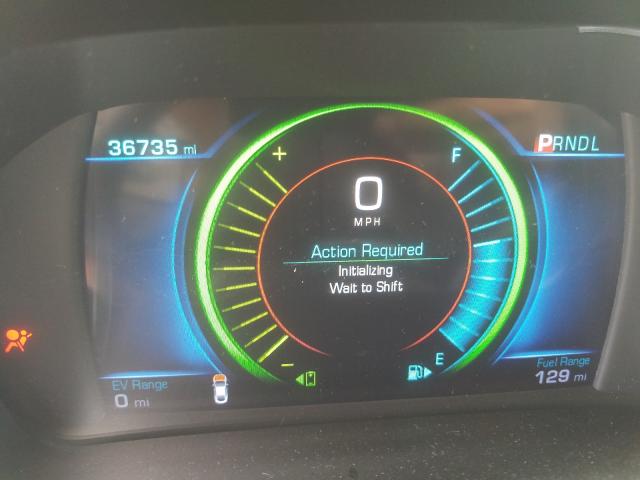 36735 mi
+
F
PRNDL
0
MPH
Action Required
Initializing
Wait to Shift
-
E
EV Range
0 mi
Fuel Range
129 mi